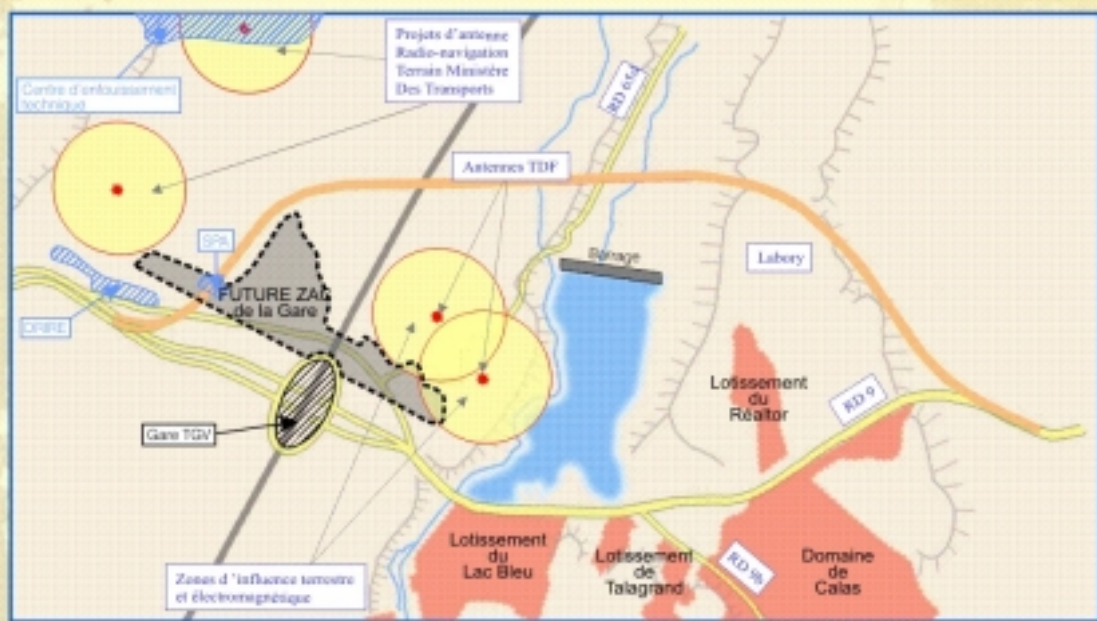 Projets d'antenne
Radio-navigation
Terrain Ministère
Des Transports
Centre d'enfouissement
technique
RD 65d
Antennes TDF
SPA
Barrage
Labory
FUTURE ZAC
de la Gare
DRIRE
Lotissement
du
Réaltor
RD 9
Gare TGV
Lotissement
du
Lac Bleu
Lotissement
de
Talagrand
RD 9b
Domaine
de
Calas
Zones d 'influence terrestre
et électromagnétique